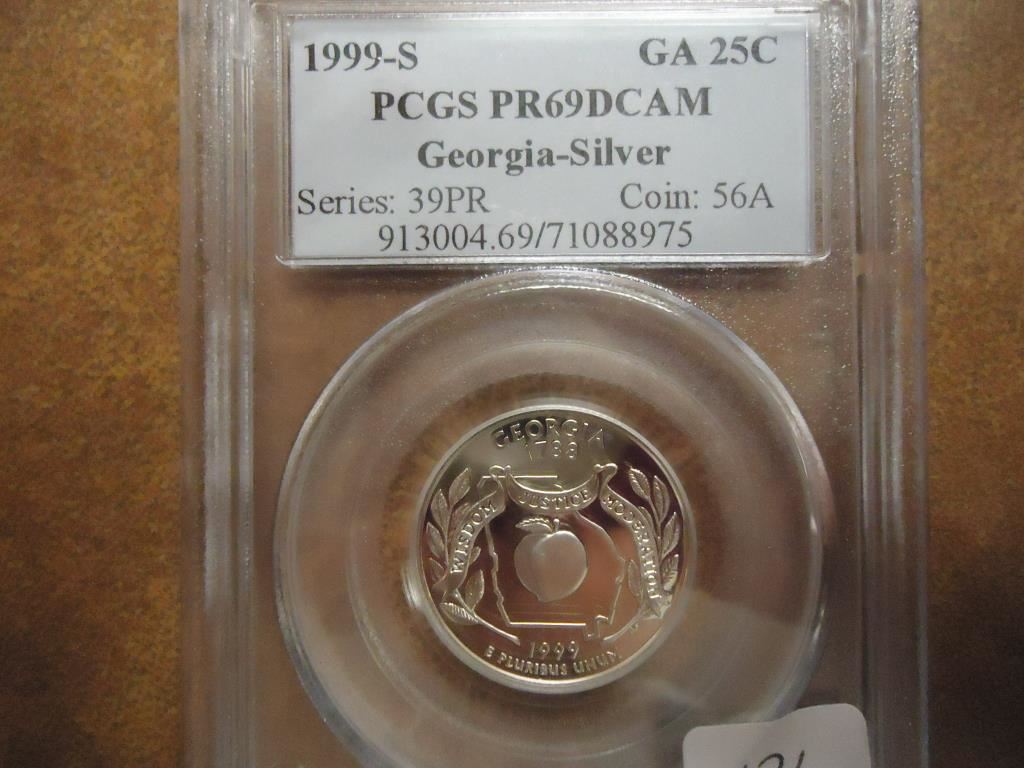 1999-S GA 25C
PCGS PR69DCAM
Georgia-Silver
Series: 39PR Coin: 56A
913004.69/71088975
GEORGIA
1788
WISDOM JUSTICE MODERATION
1999
E PLURIBUS UNUM